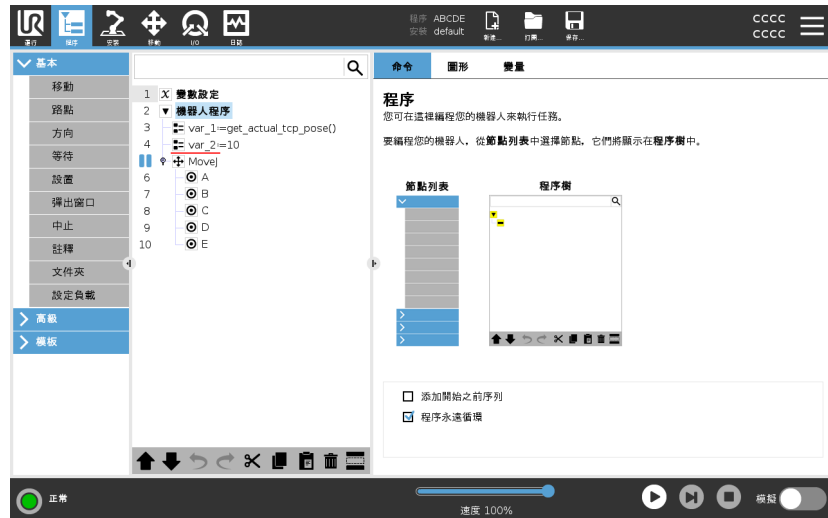 UR
運行
程序
安裝
移動
I/O
日誌
程序 ABCDE
安裝 default
新建...
打開...
保存...
CCCC
CCCC
基本
移動
路點
方向
等待
設置
彈出窗口
中止
註釋
文件夾
設定負載
高級
模板
1 X 變數設定
2 機器人程序
3 var_1≔get_actual_tcp_pose()
4 var_2≔10
MoveJ
6 A
7 B
8 C
9 D
10 E
命令 圖形 變量
程序
您可在這裡編程您的機器人來執行任務。
要編程您的機器人，從節點列表中選擇節點，它們將顯示在程序樹中。
節點列表 程序樹
添加開始之前序列
程序永遠循環
正常
速度 100%
模擬